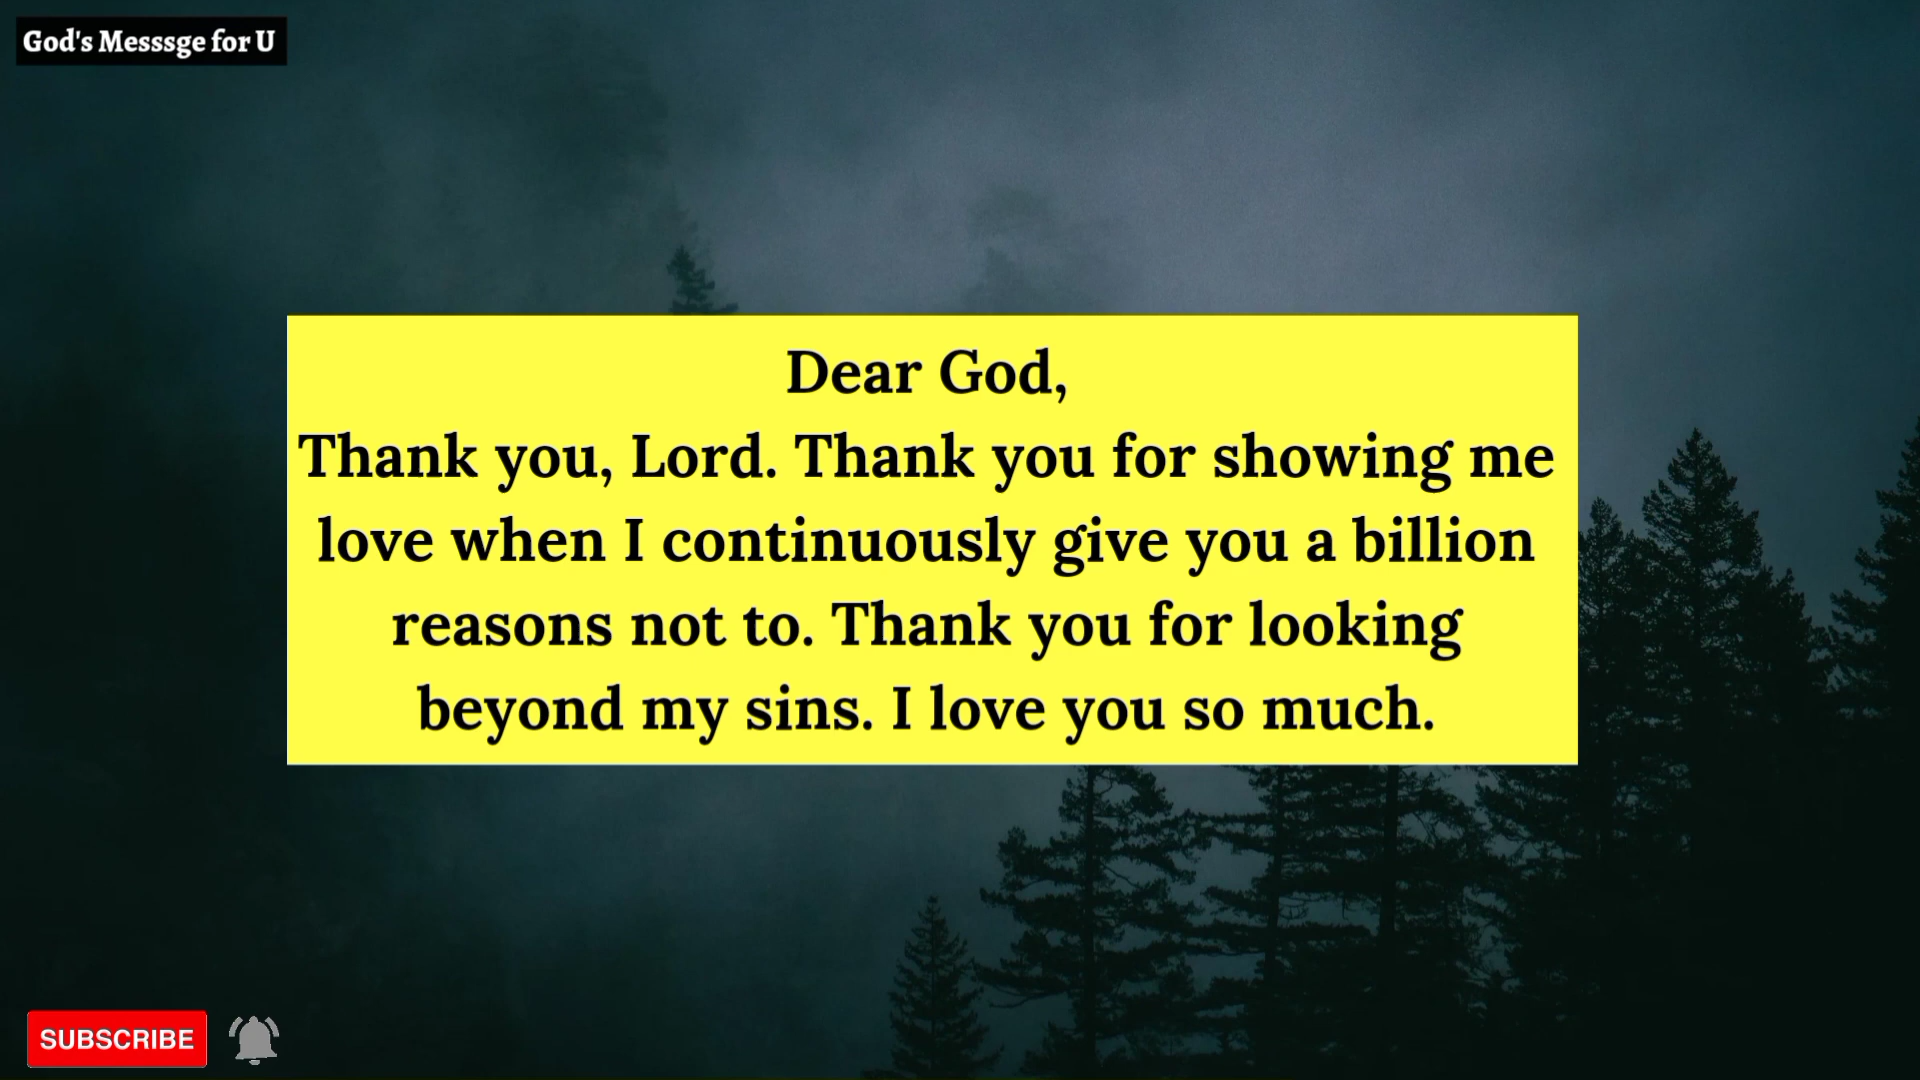 God's Messsge for U
Dear God,
Thank you, Lord. Thank you for showing me
love when I continuously give you a billion
reasons not to. Thank you for looking
beyond my sins. I love you so much.
SUBSCRIBE